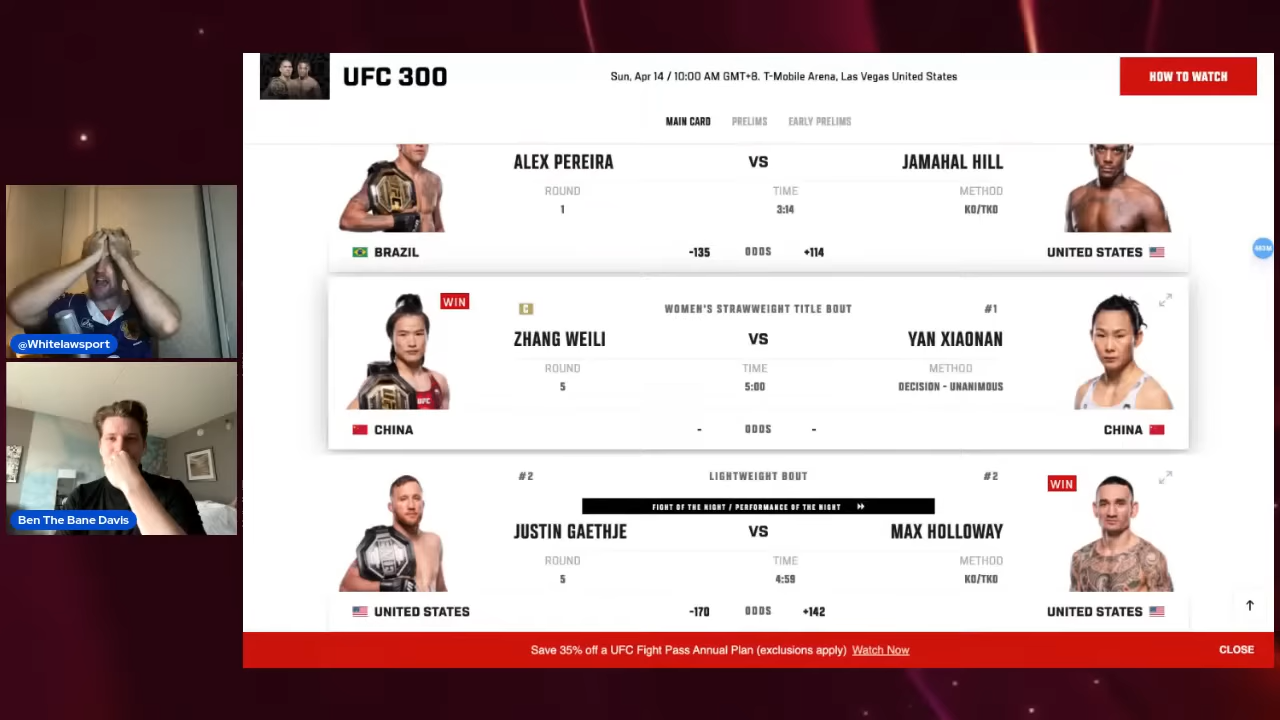 UFC 300
Sun, Apr 14 / 10:00 AM GMT+8. T-Mobile Arena, Las Vegas United States
HOW TO WATCH
MAIN CARD PRELIMS EARLY PRELIMS
ALEX PEREIRA VS JAMAHAL HILL
ROUND TIME METHOD
1 3:14 KO/TKO
BRAZIL -135 ODDS +114 UNITED STATES
WIN C WOMEN'S STRAWWEIGHT TITLE BOUT #1
ZHANG WEILI VS YAN XIAONAN
ROUND TIME METHOD
5 5:00 DECISION - UNANIMOUS
CHINA - ODDS - CHINA
#2 LIGHTWEIGHT BOUT #2
WIN
FIGHT OF THE NIGHT / PERFORMANCE OF THE NIGHT
JUSTIN GAETHJE VS MAX HOLLOWAY
ROUND TIME METHOD
5 4:59 KO/TKO
UNITED STATES -170 ODDS +142 UNITED STATES
Save 35% off a UFC Fight Pass Annual Plan (exclusions apply) Watch Now
CLOSE
@Whitelawsport
Ben The Bane Davis